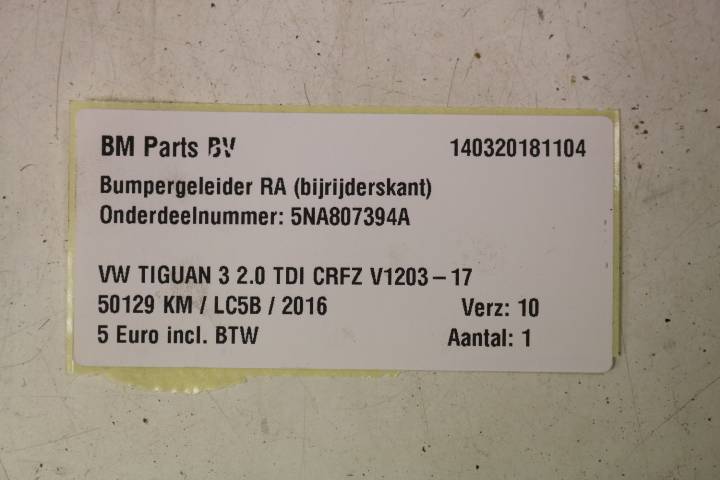 BM Parts BV 140320181104
Bumpergeleider RA (bijrijderskant)
Onderdeelnummer: 5NA807394A
VW TIGUAN 3 2.0 TDI CRFZ V1203-17
50129 KM / LC5B / 2016 Verz: 10
5 Euro incl. BTW Aantal: 1